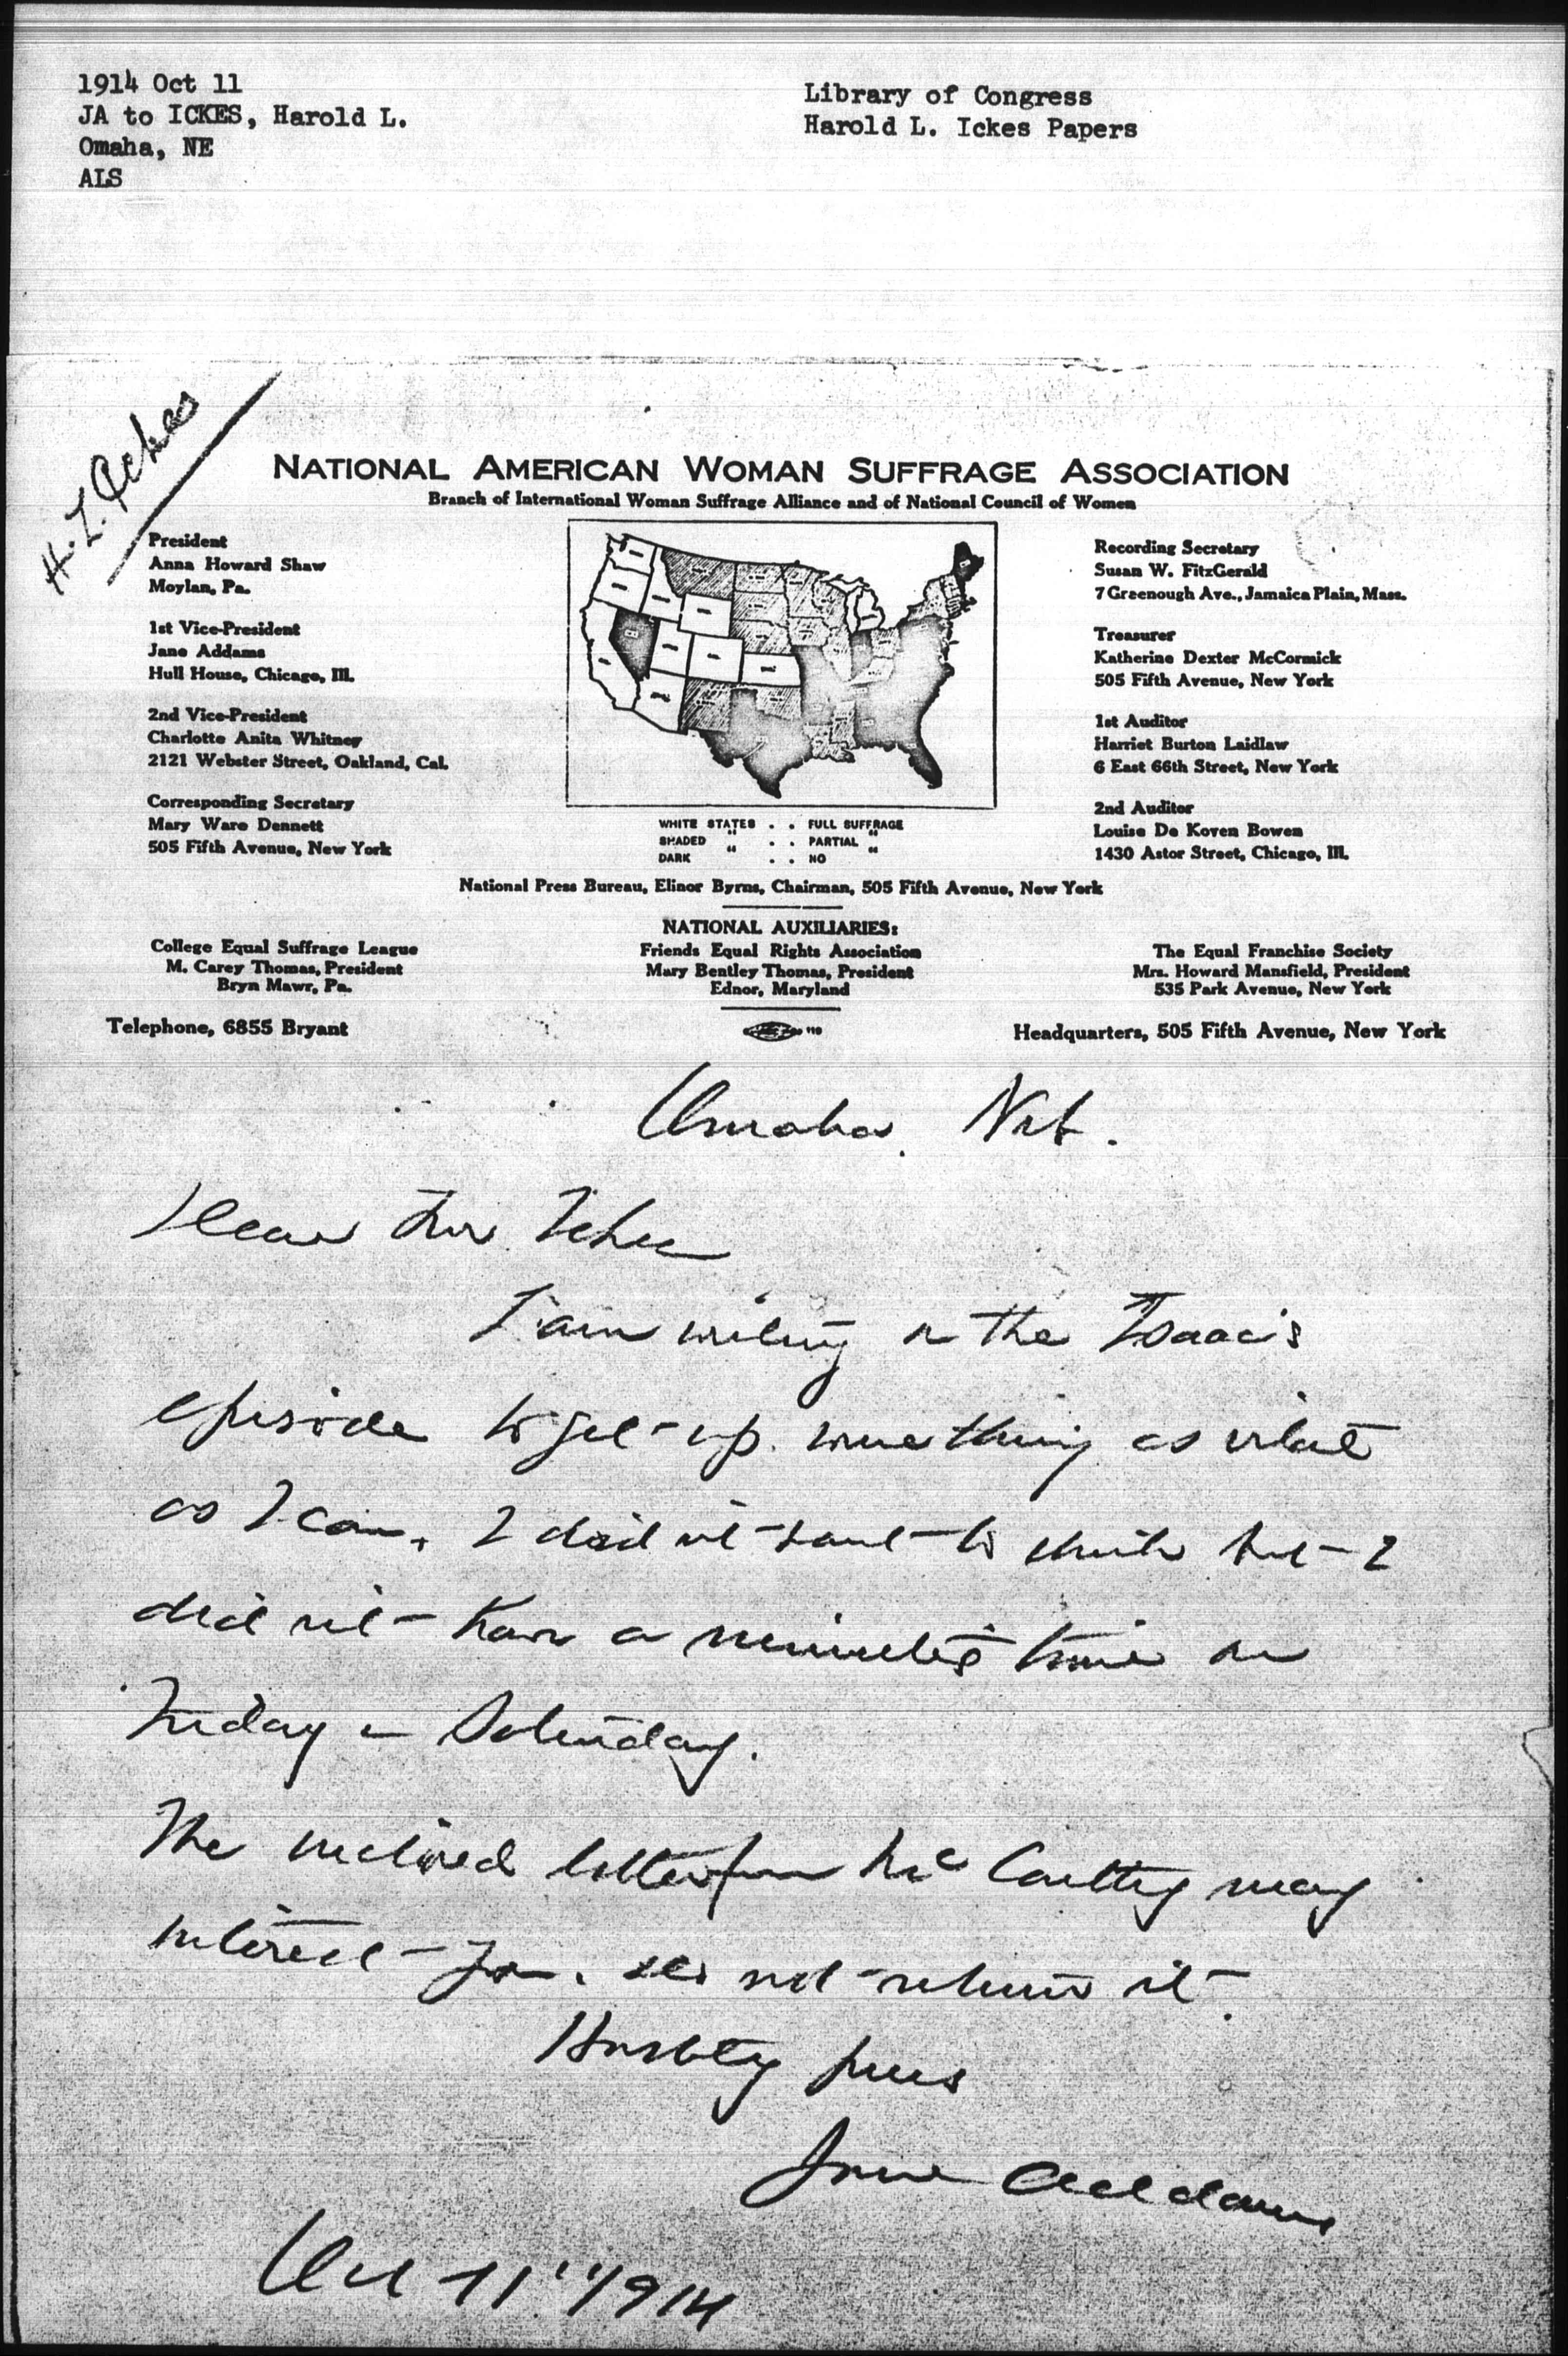 1914 Oct 11
JA to ICKES, Harold L.
Omaha, NE
ALS
Library of Congress
Harold L. Ickes Papers
H. L. Ickes
NATIONAL AMERICAN WOMAN SUFFRAGE ASSOCIATION
Branch of International Woman Suffrage Alliance and of National Council of Women
President
Anna Howard Shaw
Moylan, Pa.
1st Vice-President
Jane Addams
Hull House, Chicago, Ill.
2nd Vice-President
Charlotte Anita Whitney
2121 Webster Street, Oakland, Cal.
Corresponding Secretary
Mary Ware Dennett
505 Fifth Avenue, New York
WHITE STATES . . FULL SUFFRAGE
SHADED " . . PARTIAL "
DARK " . . NO "
Recording Secretary
Susan W. FitzGerald
7 Greenough Ave., Jamaica Plain, Mass.
Treasurer
Katherine Dexter McCormick
505 Fifth Avenue, New York
1st Auditor
Harriet Burton Laidlaw
6 East 66th Street, New York
2nd Auditor
Louise De Koven Bowen
1430 Astor Street, Chicago, Ill.
National Press Bureau, Elinor Byrns, Chairman, 505 Fifth Avenue, New York
NATIONAL AUXILIARIES:
College Equal Suffrage League
M. Carey Thomas, President
Bryn Mawr, Pa.
Friends Equal Rights Association
Mary Bentley Thomas, President
Ednor, Maryland
The Equal Franchise Society
Mrs. Howard Mansfield, President
535 Park Avenue, New York
Telephone, 6855 Bryant
Headquarters, 505 Fifth Avenue, New York
Omaha, Neb.
Dear Mr. Ickes
I am writing on the Isaac's
episode to get up something as
as I can. I did not want to but I
did not have a minute's time on
Friday or Saturday.
The inclosed letter from McCarthy may
interest you. Do not return it.
Hastily yours
Jane Addams
Oct 11" 1914